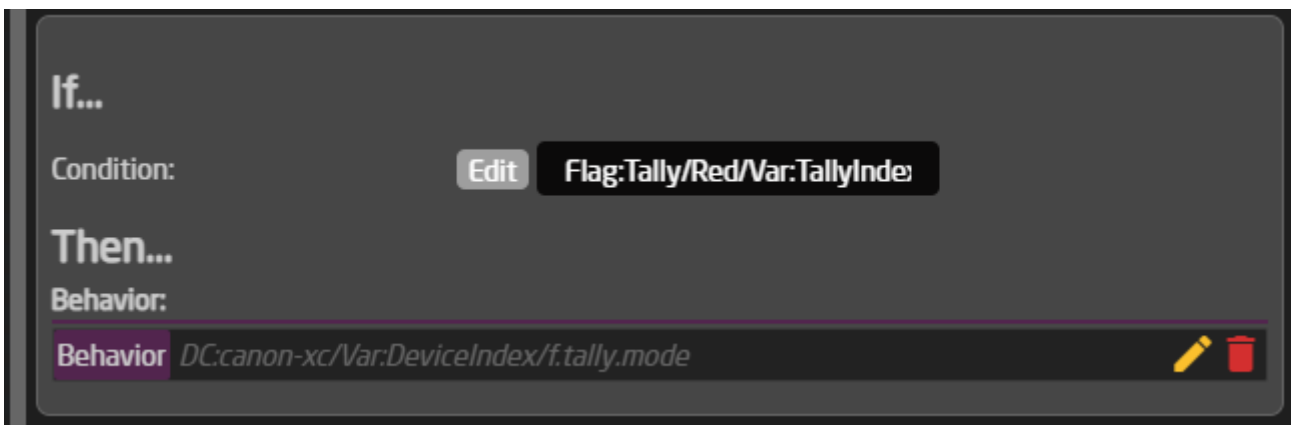 If...
Condition: Edit Flag:Tally/Red/Var:TallyIndex
Then...
Behavior:
Behavior DC:canon-xc/Var:DeviceIndex/f.tally.mode